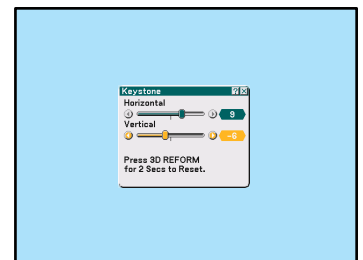 Keystone
Horizontal
9
Vertical
-6
Press 3D REFORM
for 2 Secs to Reset.